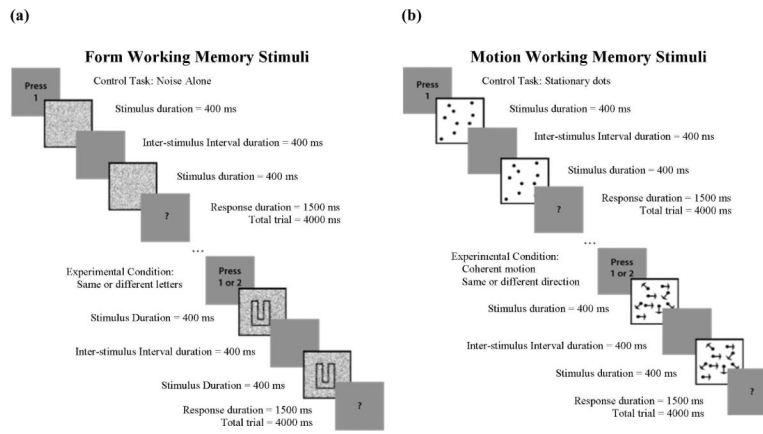 (a)
Form Working Memory Stimuli
Control Task: Noise Alone
Press
1
Stimulus duration = 400 ms
Inter-stimulus Interval duration = 400 ms
Stimulus duration = 400 ms
Response duration = 1500 ms
Total trial = 4000 ms
?
...
Experimental Condition:
Same or different letters
Press
1 or 2
Stimulus Duration = 400 ms
Inter-stimulus Interval duration = 400 ms
Stimulus Duration = 400 ms
Response duration = 1500 ms
Total trial = 4000 ms
?
(b)
Motion Working Memory Stimuli
Control Task: Stationary dots
Press
1
Stimulus duration = 400 ms
Inter-stimulus Interval duration = 400 ms
Stimulus duration = 400 ms
Response duration = 1500 ms
Total trial = 4000 ms
?
...
Experimental Condition:
Coherent motion
Same or different direction
Press
1 or 2
Stimulus duration = 400 ms
Inter-stimulus Interval duration = 400 ms
Stimulus duration = 400 ms
Response duration = 1500 ms
Total trial = 4000 ms
?